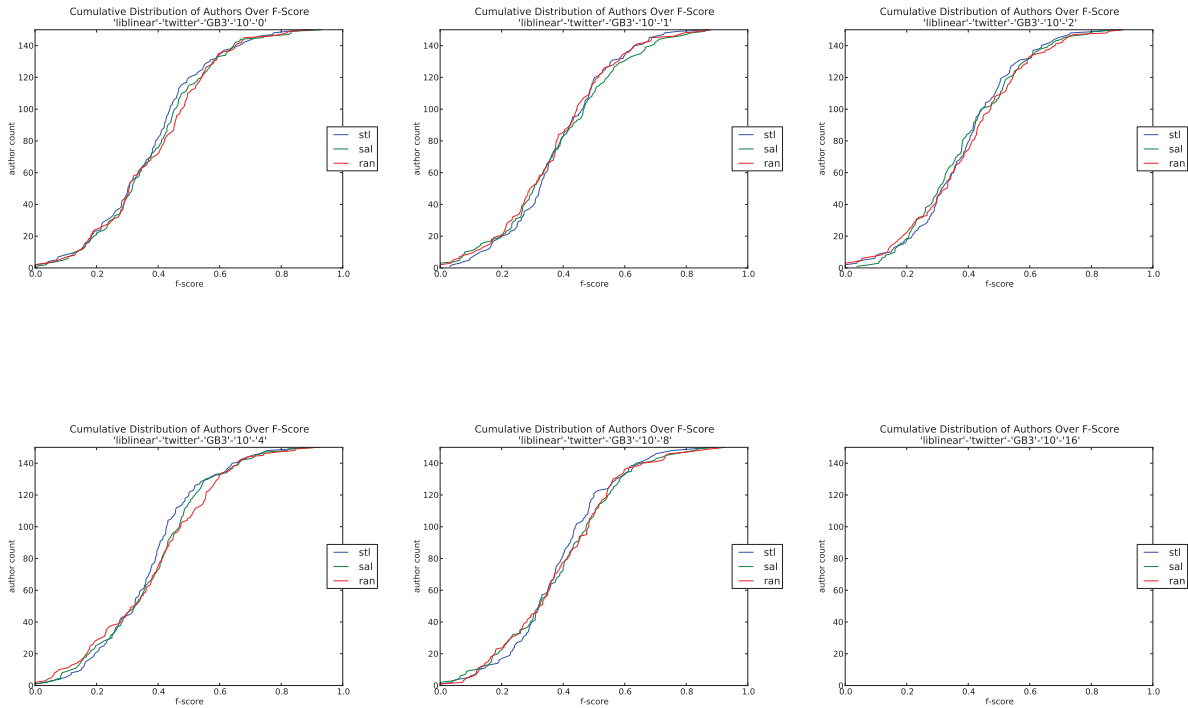 Cumulative Distribution of Authors Over F-Score
'liblinear'-'twitter'-'GB3'-'10'-'0'
140
120
100
80
60
40
20
0
0.0 0.2 0.4 0.6 0.8 1.0
author count
f-score
stl
sal
ran
Cumulative Distribution of Authors Over F-Score
'liblinear'-'twitter'-'GB3'-'10'-'1'
140
120
100
80
60
40
20
0
0.0 0.2 0.4 0.6 0.8 1.0
author count
f-score
stl
sal
ran
Cumulative Distribution of Authors Over F-Score
'liblinear'-'twitter'-'GB3'-'10'-'2'
140
120
100
80
60
40
20
0
0.0 0.2 0.4 0.6 0.8 1.0
author count
f-score
stl
sal
ran
Cumulative Distribution of Authors Over F-Score
'liblinear'-'twitter'-'GB3'-'10'-'4'
140
120
100
80
60
40
20
0
0.0 0.2 0.4 0.6 0.8 1.0
author count
f-score
stl
sal
ran
Cumulative Distribution of Authors Over F-Score
'liblinear'-'twitter'-'GB3'-'10'-'8'
140
120
100
80
60
40
20
0
0.0 0.2 0.4 0.6 0.8 1.0
author count
f-score
stl
sal
ran
Cumulative Distribution of Authors Over F-Score
'liblinear'-'twitter'-'GB3'-'10'-'16'
140
120
100
80
60
40
20
0
0.0 0.2 0.4 0.6 0.8 1.0
author count
f-score
stl
sal
ran